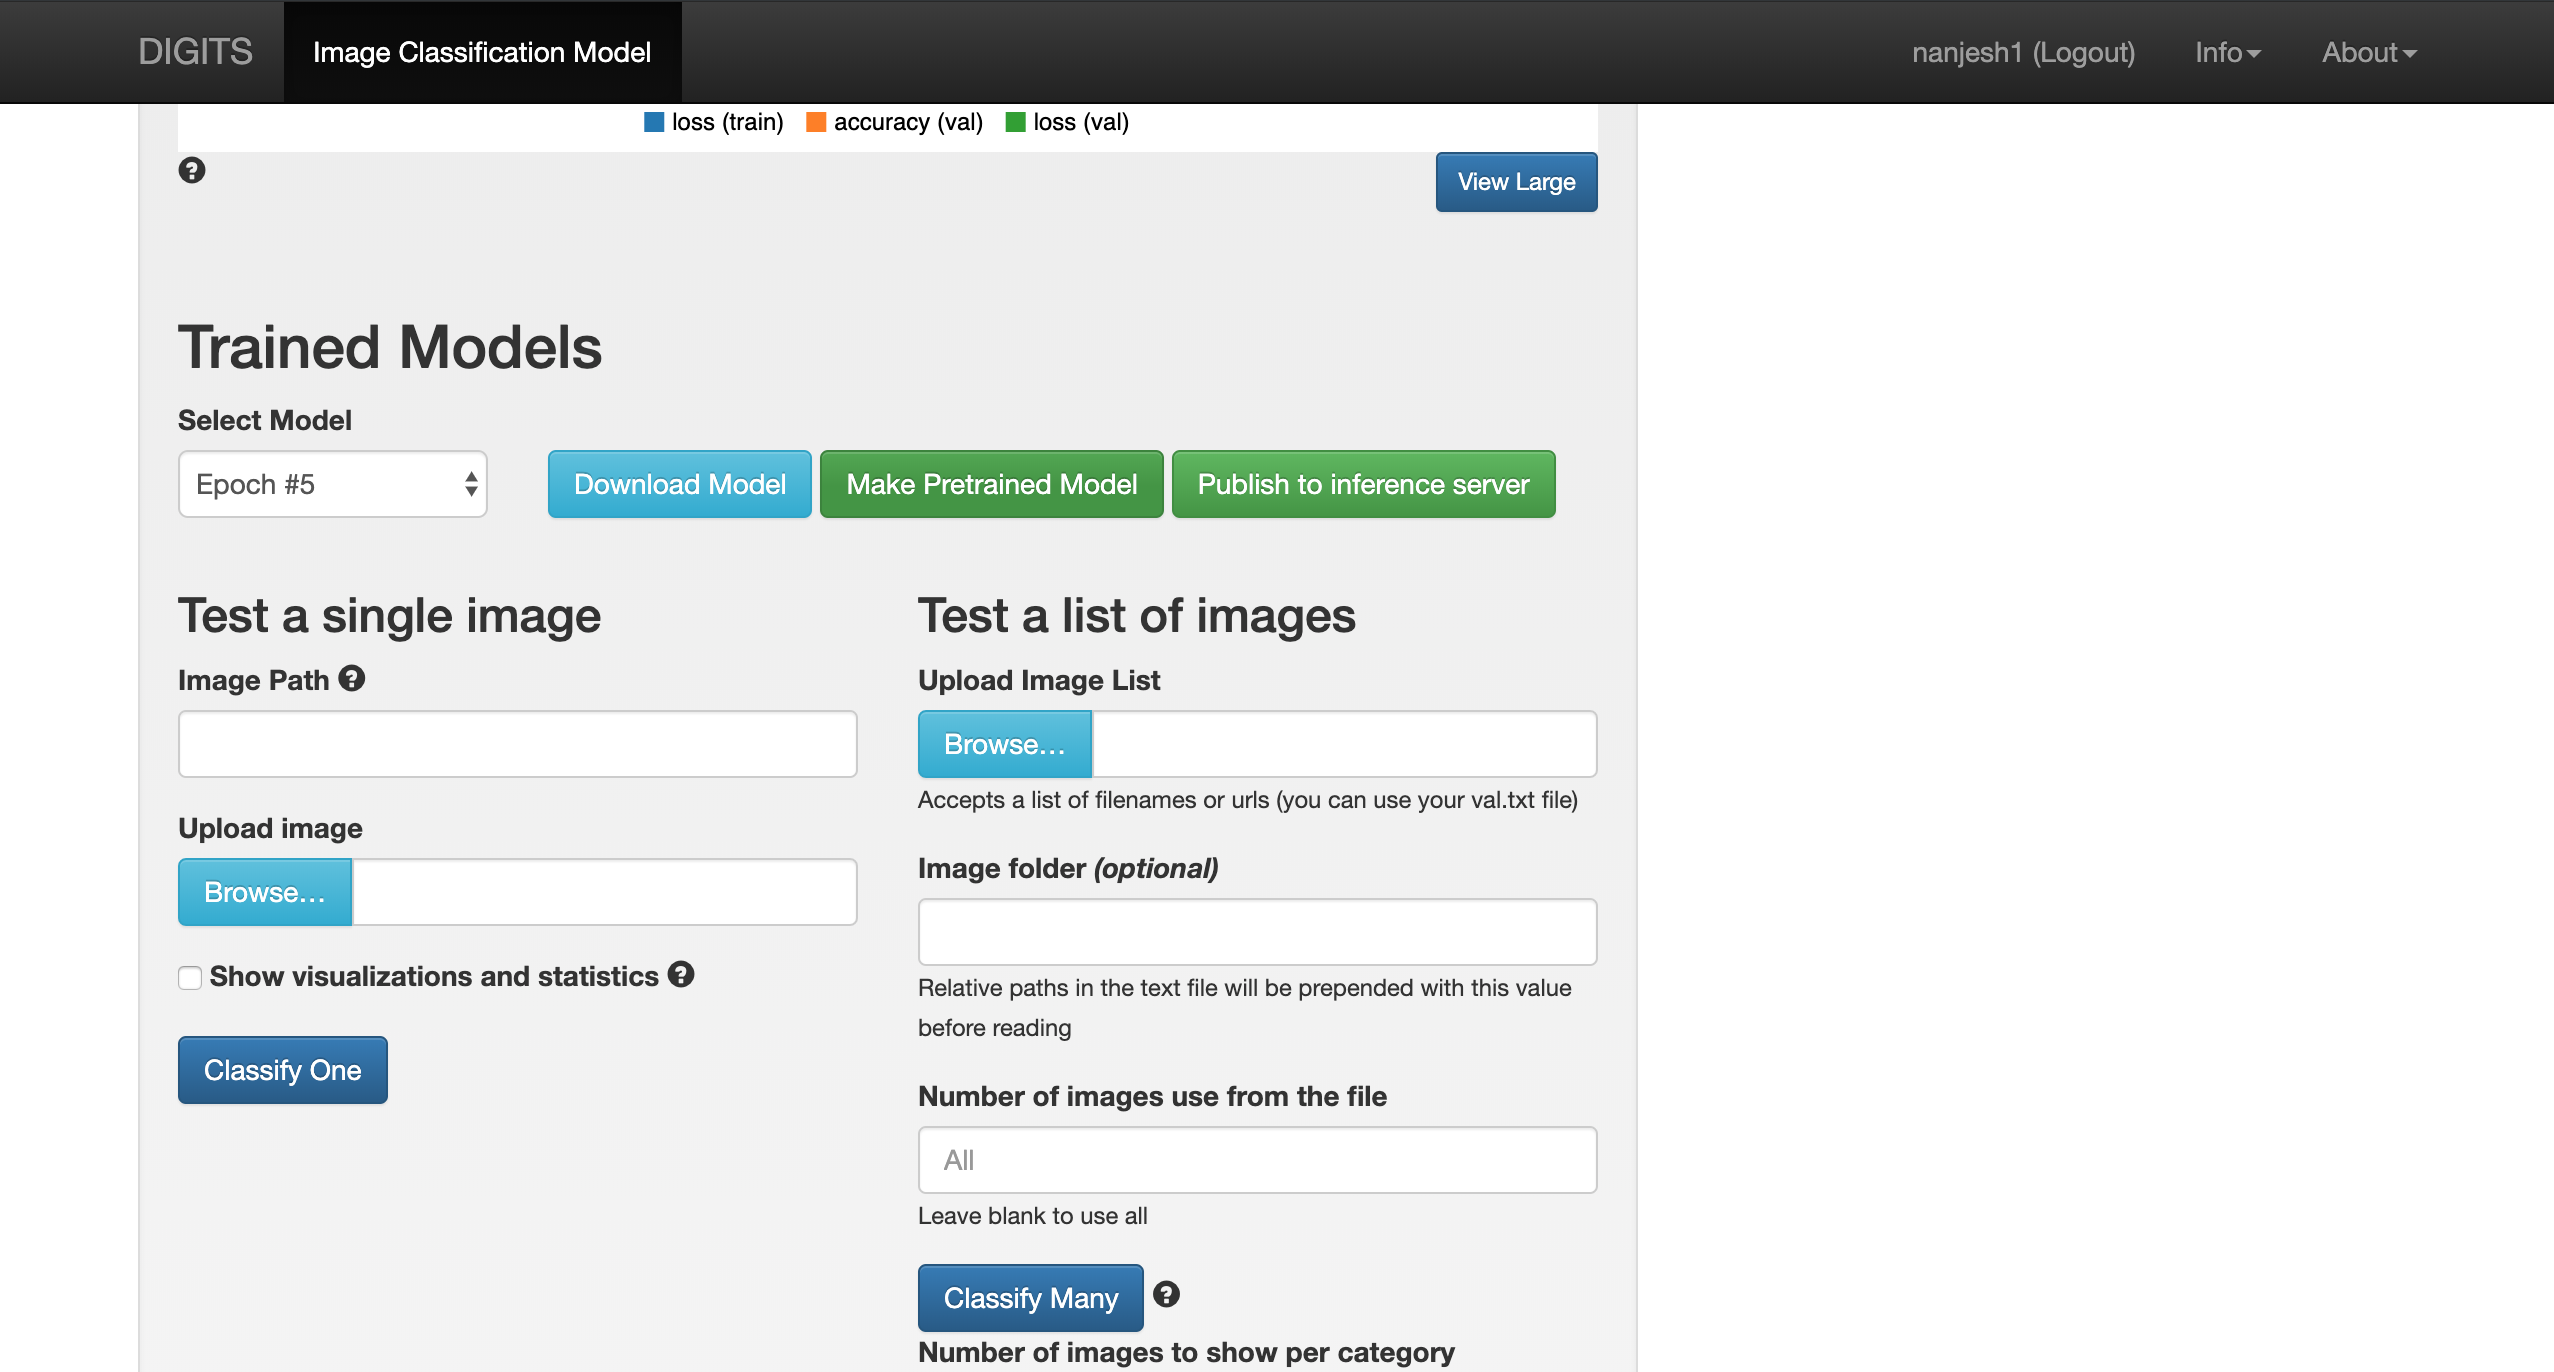 DIGITS
Image Classification Model
nanjesh1 (Logout)
Info
About
loss (train)
accuracy (val)
loss (val)
View Large
Trained Models
Select Model
Epoch #5
Download Model
Make Pretrained Model
Publish to inference server
Test a single image
Image Path
Upload image
Browse...
Show visualizations and statistics
Classify One
Test a list of images
Upload Image List
Browse...
Accepts a list of filenames or urls (you can use your val.txt file)
Image folder (optional)
Relative paths in the text file will be prepended with this value
before reading
Number of images use from the file
All
Leave blank to use all
Classify Many
Number of images to show per category